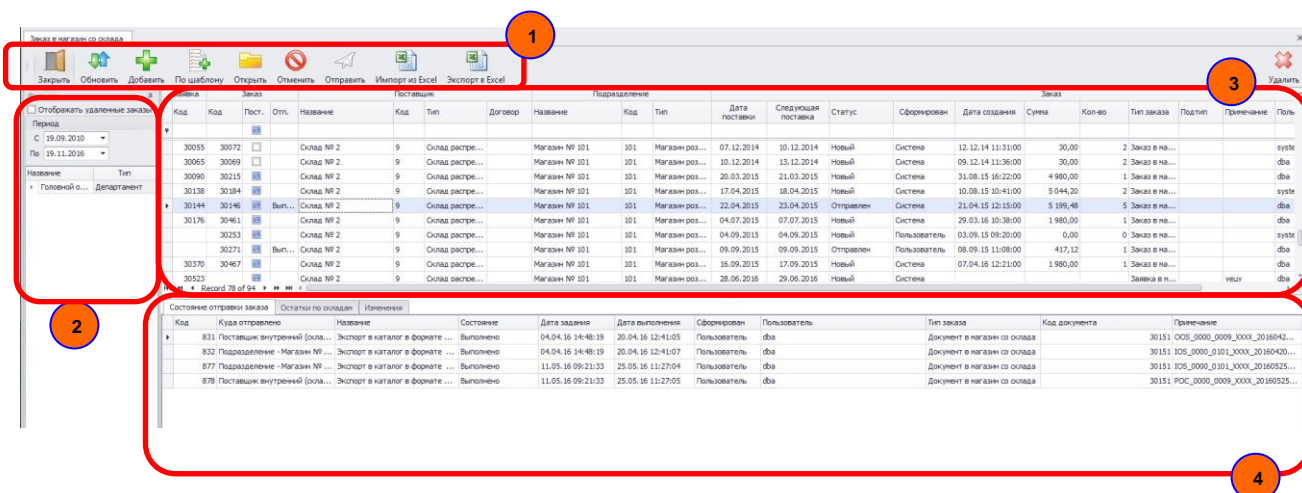 Заказ в магазин со склада
1
Закрыть Обновить Добавить По шаблону Открыть Отменить Отправить Импорт из Excel Экспорт в Excel Удалить
3
Отображать удаленные заказы
Период
С 19.09.2010
По 19.11.2016
Название Тип
Головной о... Департамент
2
Заявка Заказ Поставщик Подразделение Заказ
Код Код Пост. Отп. Название Код Тип Договор Название Код Тип Дата поставки Следующая поставка Статус Сформирован Дата создания Сумма Кол-во Тип заказа Подтип Примечание Поль
30055 30072 Склад № 2 9 Склад распре... Магазин № 101 101 Магазин роз... 07.12.2014 10.12.2014 Новый Система 12.12.14 11:31:00 30,00 2 Заказ в ма... syste
30065 30069 Склад № 2 9 Склад распре... Магазин № 101 101 Магазин роз... 10.12.2014 13.12.2014 Новый Система 09.12.14 11:36:00 30,00 2 Заказ в ма... dba
30090 30215 Склад № 2 9 Склад распре... Магазин № 101 101 Магазин роз... 20.03.2015 21.03.2015 Новый Система 31.08.15 16:22:00 4 980,00 1 Заказ в ма... dba
30138 30184 Склад № 2 9 Склад распре... Магазин № 101 101 Магазин роз... 17.04.2015 18.04.2015 Новый Система 10.08.15 10:41:00 5 044,20 2 Заказ в ма... syste
30144 30146 Вып... Склад № 2 9 Склад распре... Магазин № 101 101 Магазин роз... 22.04.2015 23.04.2015 Отправлен Система 21.04.15 12:15:00 5 199,48 5 Заказ в ма... dba
30176 30461 Склад № 2 9 Склад распре... Магазин № 101 101 Магазин роз... 04.07.2015 07.07.2015 Новый Система 29.03.16 10:38:00 1 980,00 1 Заказ в ма... dba
30253 Склад № 2 9 Склад распре... Магазин № 101 101 Магазин роз... 04.09.2015 04.09.2015 Новый Пользователь 03.09.15 09:20:00 0,00 0 Заказ в ма... syste
30271 Вып... Склад № 2 9 Склад распре... Магазин № 101 101 Магазин роз... 09.09.2015 09.09.2015 Отправлен Пользователь 08.09.15 11:08:00 417,12 1 Заказ в ма... dba
30370 30467 Склад № 2 9 Склад распре... Магазин № 101 101 Магазин роз... 16.09.2015 17.09.2015 Новый Система 07.04.16 12:21:00 1 980,00 1 Заказ в ма... dba
30523 Склад № 2 9 Склад распре... Магазин № 101 101 Магазин роз... 28.06.2016 29.06.2016 Новый Система Заявка в н... dba
Record 78 of 94
Состояние отправки заказа Остатки по складам Изменения
Код Куда отправлено Название Состояние Дата задания Дата выполнения Сформирован Пользователь Тип заказа Код документа Примечание
831 Поставщик внутренний (скла... Экспорт в каталог в формате ... Выполнено 04.04.16 14:48:19 20.04.16 12:41:05 Пользователь dba Документ в магазин со склада 30151 OOS_0000_0009_XXXX_2016042...
832 Подразделение - Магазин № ... Экспорт в каталог в формате ... Выполнено 04.04.16 14:48:19 20.04.16 12:41:07 Пользователь dba Документ в магазин со склада 30151 IOS_0000_0101_XXXX_20160420...
877 Подразделение - Магазин № ... Экспорт в каталог в формате ... Выполнено 11.05.16 09:21:33 25.05.16 11:27:04 Пользователь dba Документ в магазин со склада 30151 IOS_0000_0101_XXXX_20160525...
878 Поставщик внутренний (скла... Экспорт в каталог в формате ... Выполнено 11.05.16 09:21:33 25.05.16 11:27:05 Пользователь dba Документ в магазин со склада 30151 POC_0000_0009_XXXX_20160525...
4